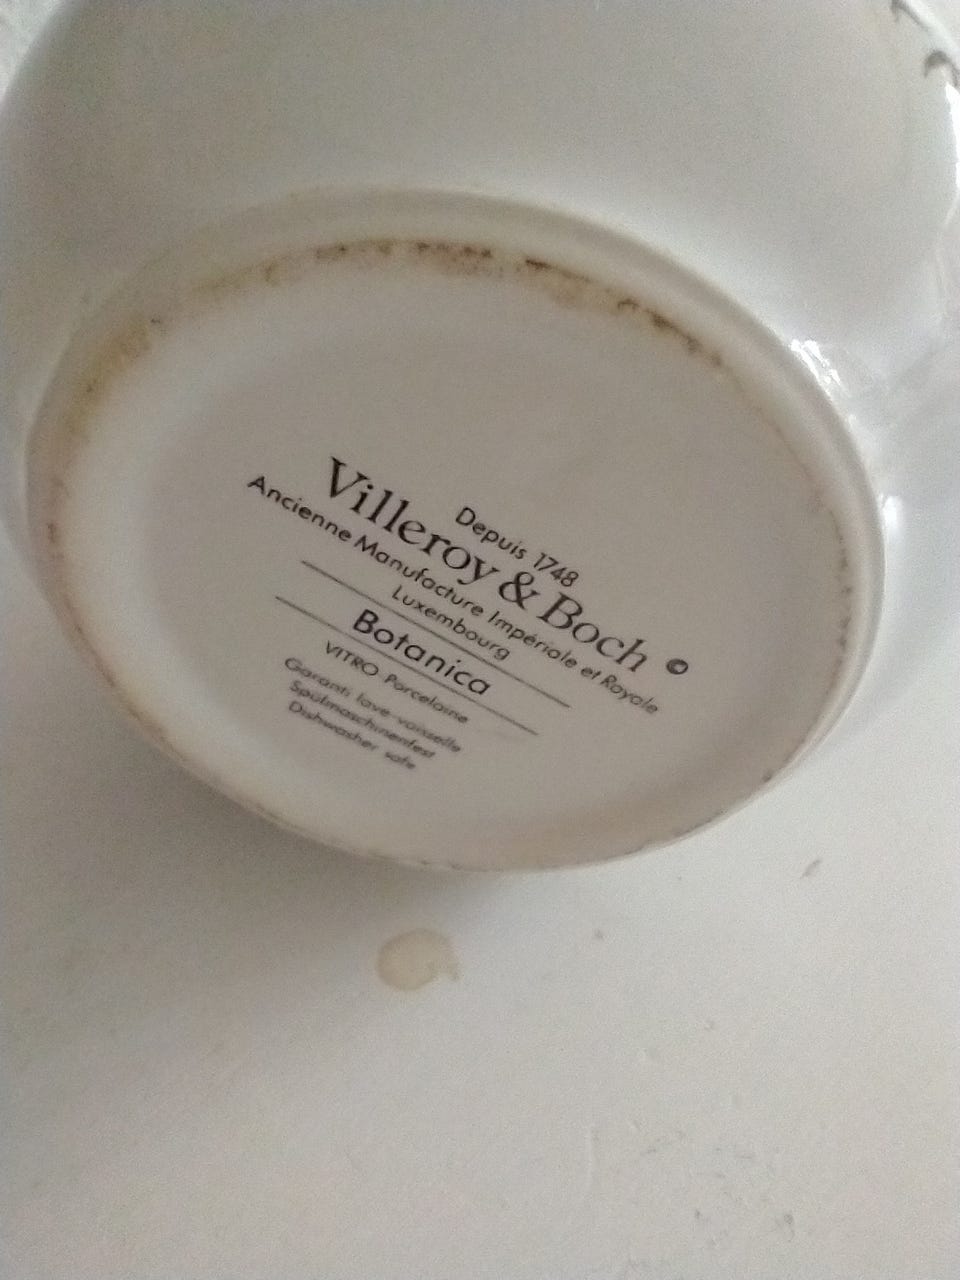 Depuis 1748
Villeroy & Boch ©
Ancienne Manufacture Impériale et Royale
Luxembourg
Botanica
VITRO Porcelaine
Garanti lave-vaisselle
Spülmaschinenfest
Dishwasher safe